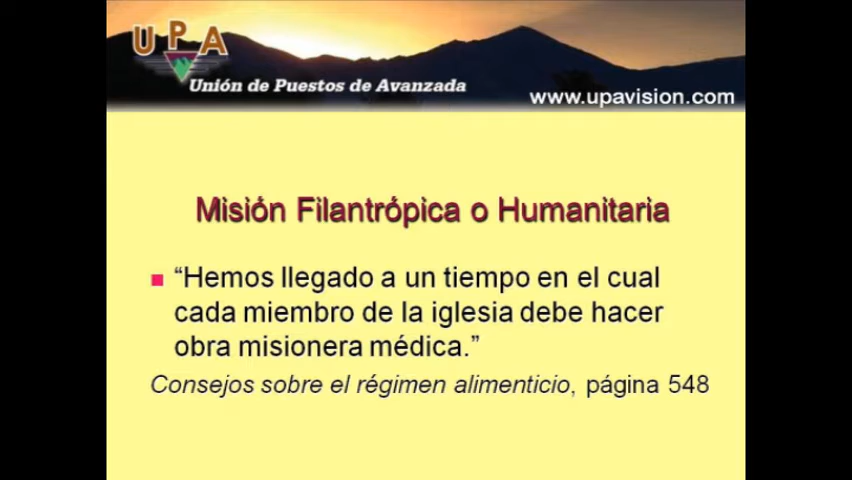 UPA
Unión de Puestos de Avanzada
www.upavision.com
Misión Filantrópica o Humanitaria
“Hemos llegado a un tiempo en el cual
cada miembro de la iglesia debe hacer
obra misionera médica.”
Consejos sobre el régimen alimenticio, página 548